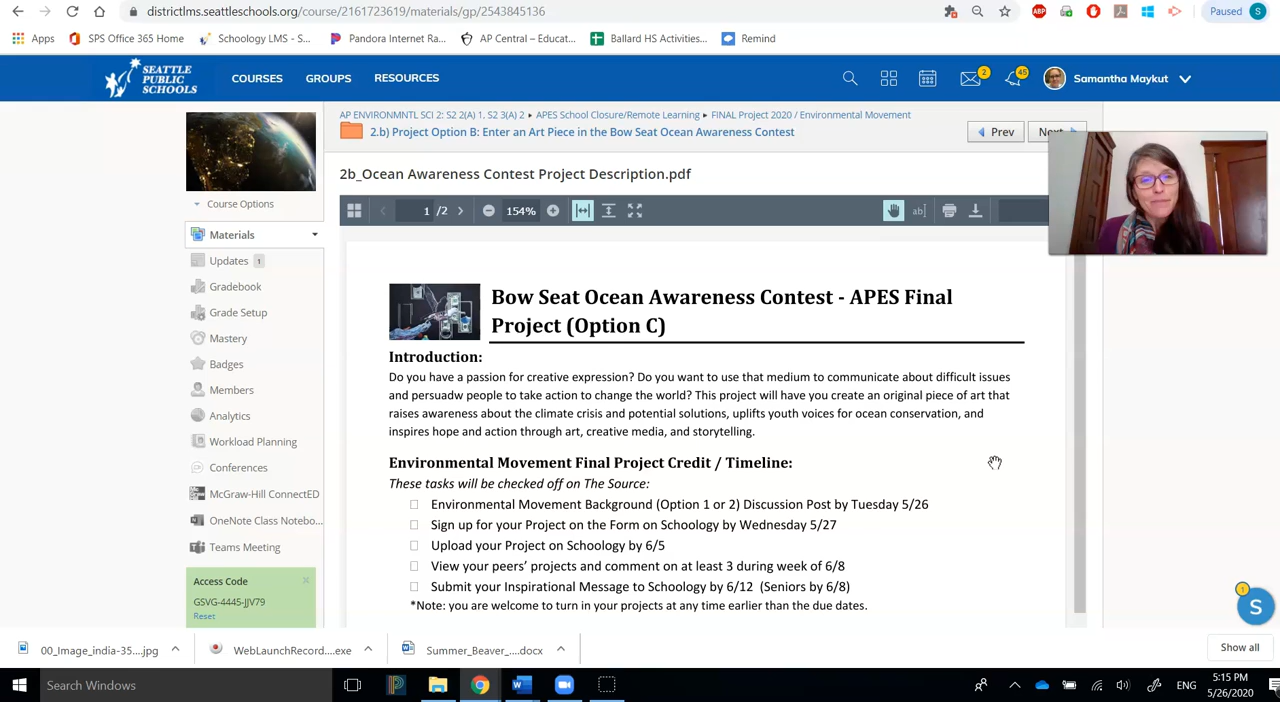 districtlms.seattleschools.org/course/2161723619/materials/gp/2543845136
ABP
Paused
S
Apps
SPS Office 365 Home
Schoology LMS - S...
Pandora Internet Ra...
AP Central – Educat...
Ballard HS Activities...
Remind
SEATTLE
PUBLIC
SCHOOLS
COURSES
GROUPS
RESOURCES
2
45
Samantha Maykut
AP ENVIRONMNTL SCI 2: S2 2(A) 1, S2 3(A) 2 ▸ APES School Closure/Remote Learning ▸ FINAL Project 2020 / Environmental Movement
2.b) Project Option B: Enter an Art Piece in the Bow Seat Ocean Awareness Contest
Prev
Next
2b_Ocean Awareness Contest Project Description.pdf
1 /2
154%
Course Options
Materials
Updates 1
Gradebook
Grade Setup
Mastery
Badges
Members
Analytics
Workload Planning
Conferences
McGraw-Hill ConnectED
OneNote Class Notebo...
Teams Meeting
Access Code
GSVG-4445-JJV79
Reset
Bow Seat Ocean Awareness Contest - APES Final
Project (Option C)
Introduction:
Do you have a passion for creative expression? Do you want to use that medium to communicate about difficult issues
and persuadw people to take action to change the world? This project will have you create an original piece of art that
raises awareness about the climate crisis and potential solutions, uplifts youth voices for ocean conservation, and
inspires hope and action through art, creative media, and storytelling.
Environmental Movement Final Project Credit / Timeline:
These tasks will be checked off on The Source:
Environmental Movement Background (Option 1 or 2) Discussion Post by Tuesday 5/26
Sign up for your Project on the Form on Schoology by Wednesday 5/27
Upload your Project on Schoology by 6/5
View your peers' projects and comment on at least 3 during week of 6/8
Submit your Inspirational Message to Schoology by 6/12 (Seniors by 6/8)
*Note: you are welcome to turn in your projects at any time earlier than the due dates.
1
S
00_Image_india-35....jpg
WebLaunchRecord....exe
Summer_Beaver_....docx
Show all
Search Windows
ENG
5:15 PM
5/26/2020